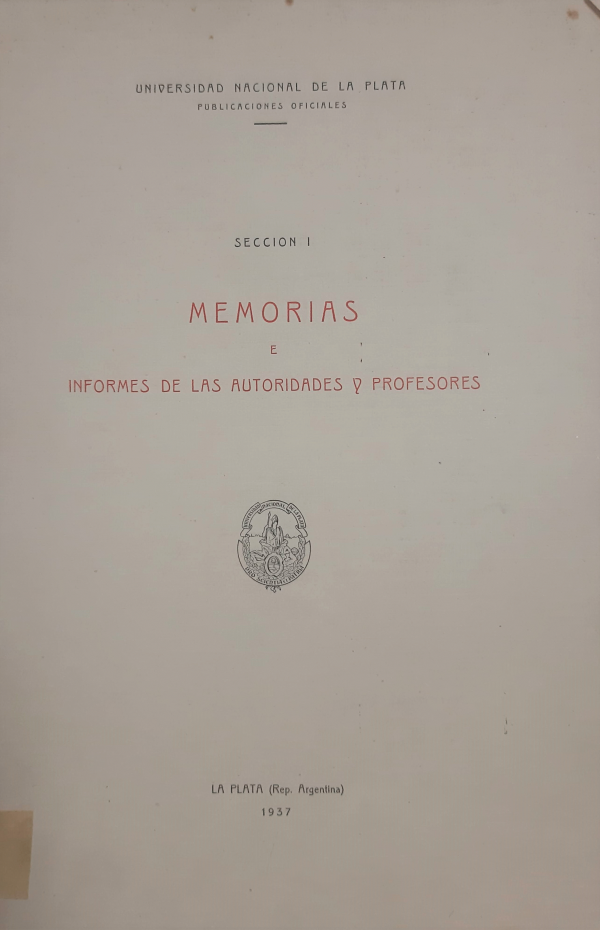 UNIVERSIDAD NACIONAL DE LA PLATA
PUBLICACIONES OFICIALES
SECCION I
MEMORIAS
E
INFORMES DE LAS AUTORIDADES Y PROFESORES
LA PLATA (Rep. Argentina)
1937